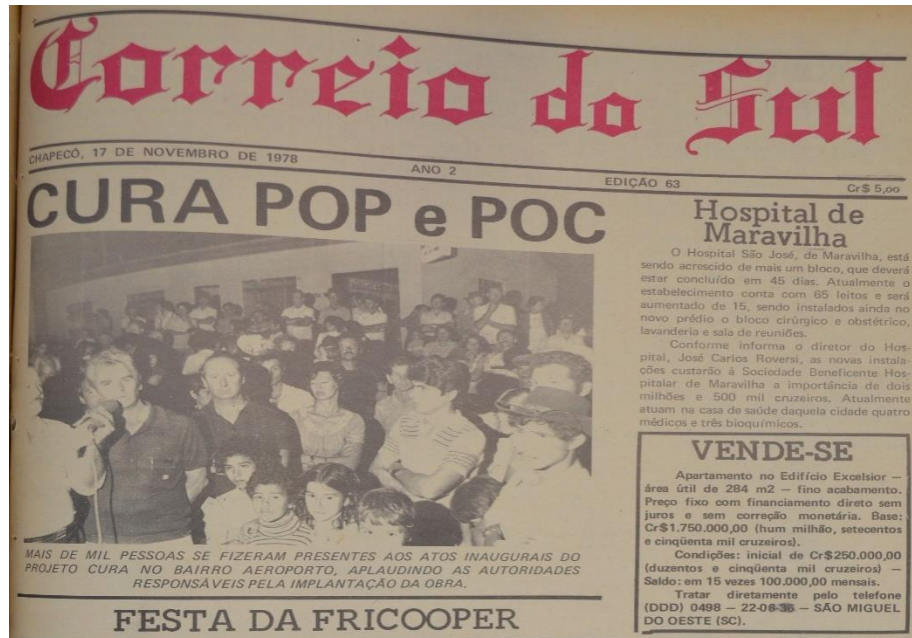 Correio do Sul
CHAPECÓ, 17 DE NOVEMBRO DE 1978
ANO 2
EDIÇÃO 63
Cr$ 5,00
CURA POP e POC
MAIS DE MIL PESSOAS SE FIZERAM PRESENTES AOS ATOS INAUGURAIS DO
PROJETO CURA NO BAIRRO AEROPORTO, APLAUDINDO AS AUTORIDADES
RESPONSÁVEIS PELA IMPLANTAÇÃO DA OBRA.
FESTA DA FRICOOPER
Hospital de
Maravilha
O Hospital São José, de Maravilha, está
sendo acroscido de mais um bloco, que deverá
estar concluído em 45 dias. Atualmente o
estabelecimento conta com 65 leitos e será
aumentado de 15, sendo instalados ainda no
novo prédio o bloco cirúrgico e obstétrico,
lavanderia e sala de reuniões.
Conforme informa o diretor do Hos-
pital, José Carlos Roversi, as novas instala-
ções custarão á Sociedade Beneficente Hos-
pitalar de Maravilha a importância de dois
milhões e 500 mil cruzeiros. Atualmente
atuam na casa de saúde daquela cidade quatro
médicos e três bioquímicos.
VENDE-SE
Apartamento no Edifício Excelsior —
área útil de 284 m2 — fino acabamento.
Preço fixo com financiamento direto sem
juros e sem correção monetária. Base:
Cr$1.750.000,00 (hum milhão, setecentos
e cinqüenta mil cruzeiros).
Condições: inicial de Cr$250.000,00
(duzentos e cinqüenta mil cruzeiros) —
Saldo: em 15 vezes 100.000,00 mensais.
Tratar diretamente pelo telefone
(DDD) 0498 — SÃO MIGUEL
DO OESTE (SC).